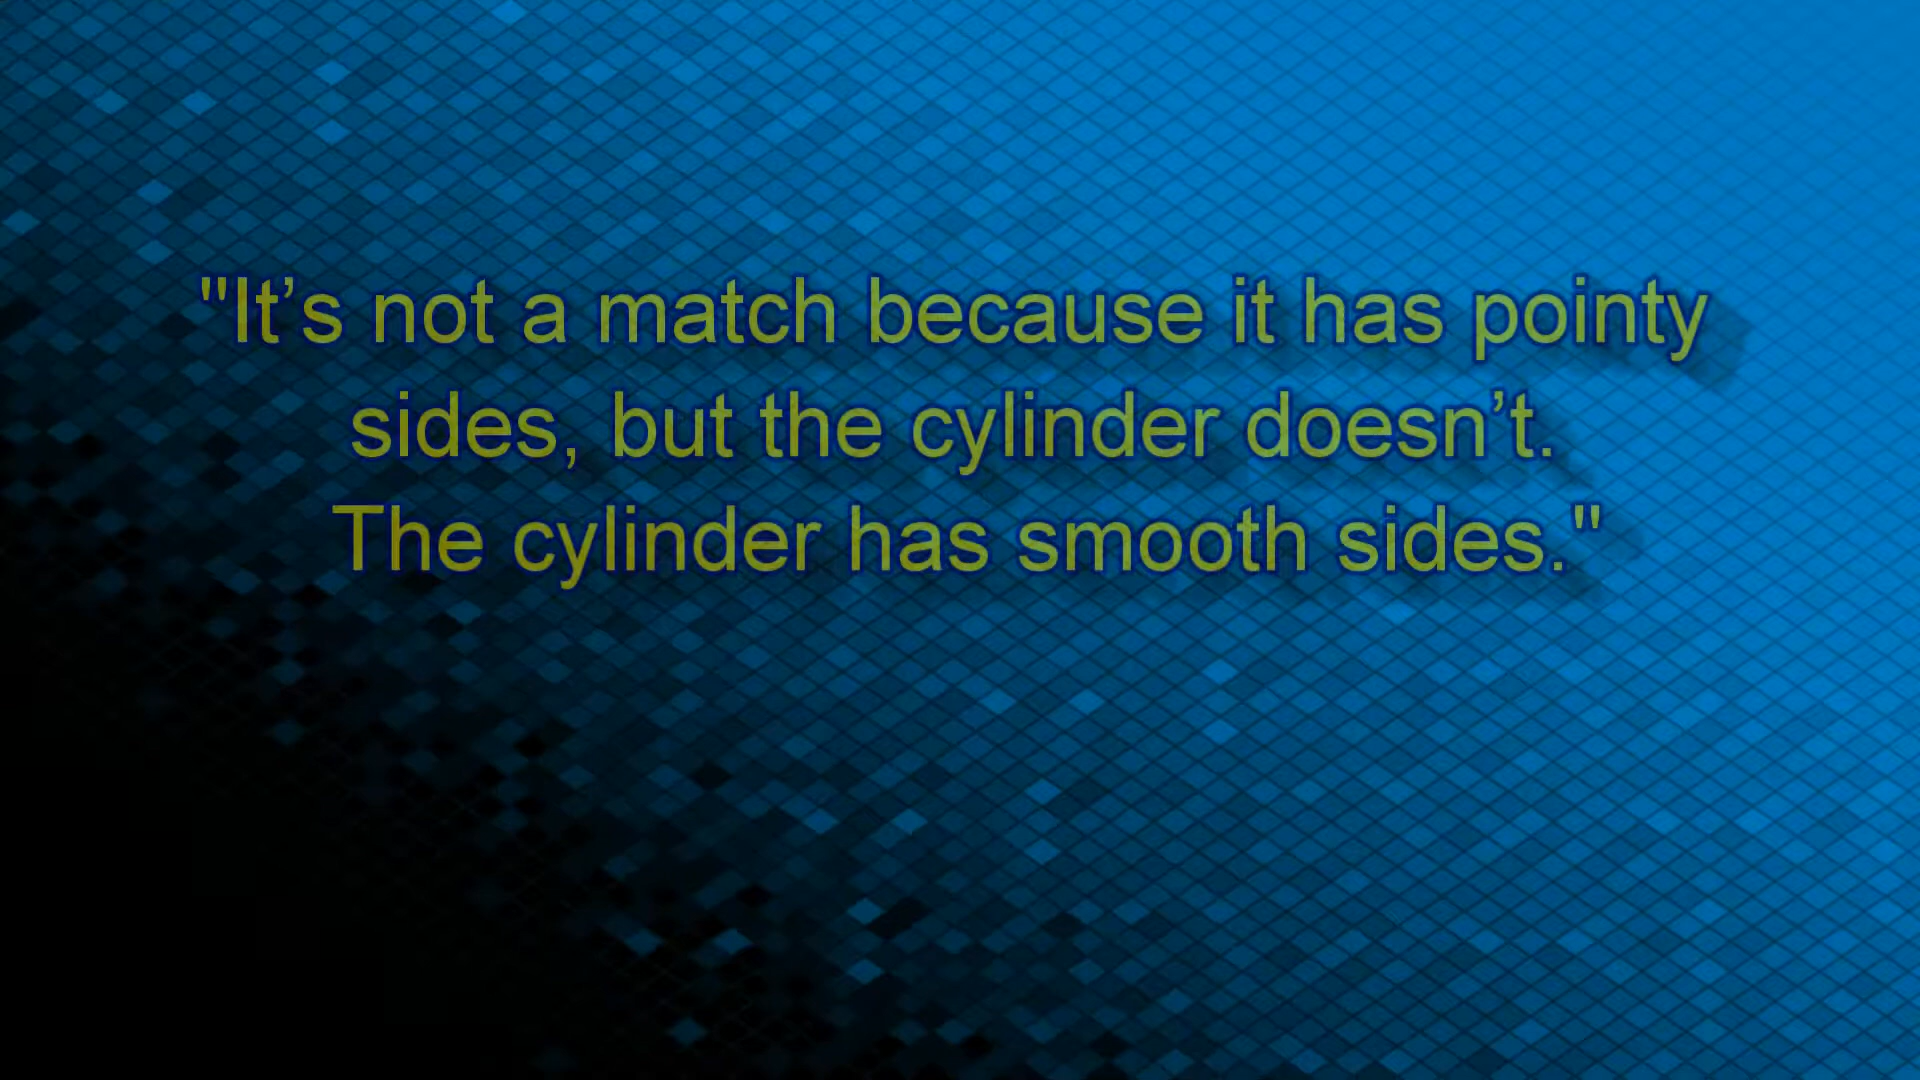 "It’s not a match because it has pointy
sides, but the cylinder doesn’t.
The cylinder has smooth sides."